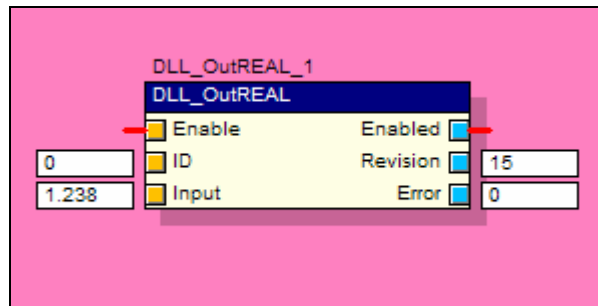 DLL_OutREAL_1
DLL_OutREAL
Enable Enabled
0 ID Revision 15
1.238 Input Error 0